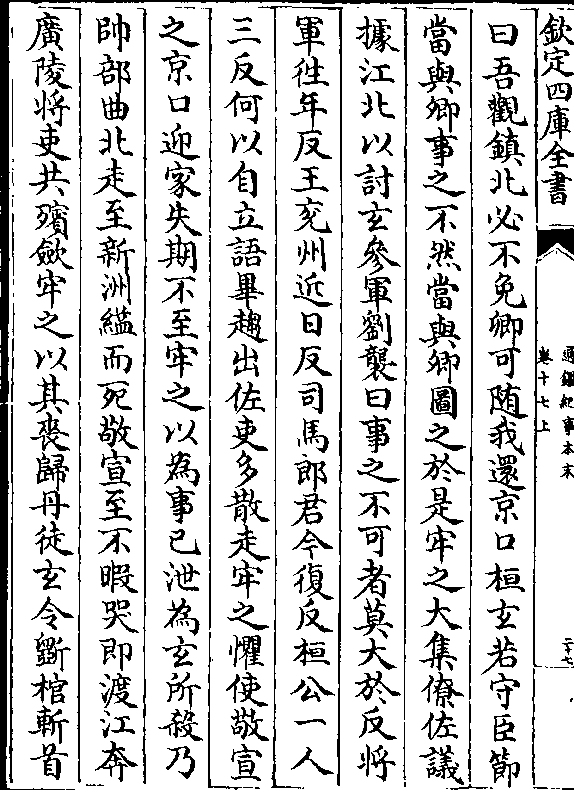 欽定四庫全書
通鑑紀事本末
卷十七上
二十七
曰吾觀鎮北必不免卿可随我還京口桓玄若守臣節
當與卿事之不然當與卿圖之於是牢之大集僚佐議
據江北以討玄參軍劉襲曰事之不可者莫大於反將
軍徃年反王兖州近日反司馬郎君今復反桓公一人
三反何以自立語畢趨出佐吏多散走牢之懼使敬宣
之京口迎家失期不至牢之以為事已泄為玄所殺乃
帥部曲北走至新洲縊而死敬宣至不暇哭即渡江奔
廣陵将吏共殯斂牢之以其喪歸丹徒玄令斵棺斬首